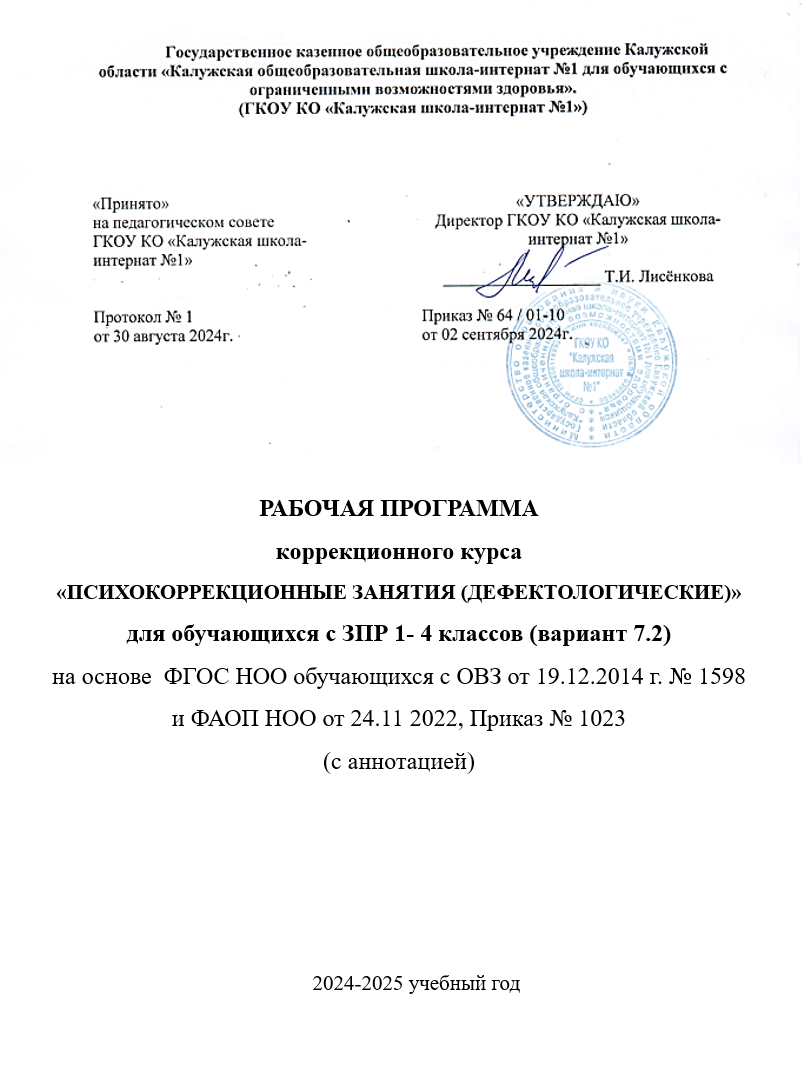 Государственное казенное общеобразовательное учреждение Калужской
области «Калужская общеобразовательная школа-интернат №1 для обучающихся с
ограниченными возможностями здоровья».
(ГКОУ КО «Калужская школа-интернат №1»)
«Принято»
на педагогическом совете
ГКОУ КО «Калужская школа-
интернат №1»
Протокол № 1
от 30 августа 2024г.
«УТВЕРЖДАЮ»
Директор ГКОУ КО «Калужская школа-
интернат №1»
Т.И. Лисёнкова
Приказ № 64 / 01-10
от 02 сентября 2024г.
ГКОУ КО
"Калужская
школа-интернат
№1"
РАБОЧАЯ ПРОГРАММА
коррекционного курса
«ПСИХОКОРРЕКЦИОННЫЕ ЗАНЯТИЯ (ДЕФЕКТОЛОГИЧЕСКИЕ)»
для обучающихся с ЗПР 1- 4 классов (вариант 7.2)
на основе  ФГОС НОО обучающихся с ОВЗ от 19.12.2014 г. № 1598
и ФАОП НОО от 24.11 2022, Приказ № 1023
(с аннотацией)
2024-2025 учебный год